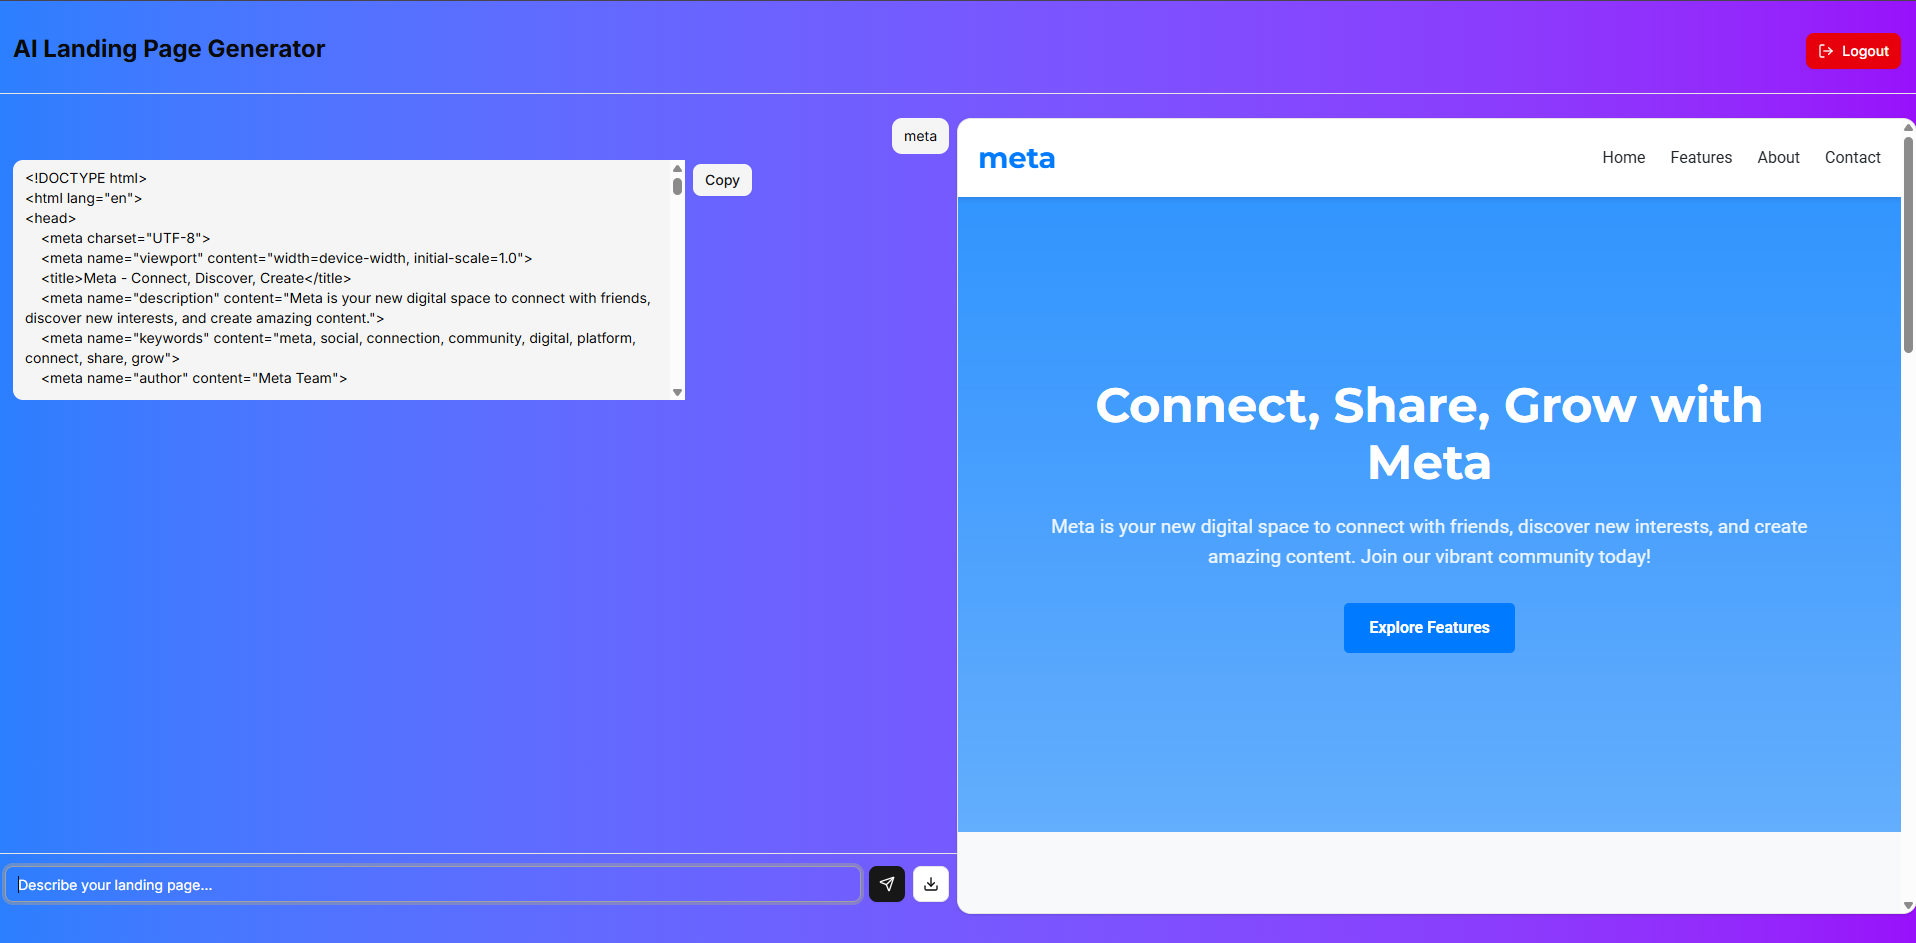 AI Landing Page Generator
Logout
meta
<!DOCTYPE html>
<html lang="en">
<head>
<meta charset="UTF-8">
<meta name="viewport" content="width=device-width, initial-scale=1.0">
<title>Meta - Connect, Discover, Create</title>
<meta name="description" content="Meta is your new digital space to connect with friends,
discover new interests, and create amazing content.">
<meta name="keywords" content="meta, social, connection, community, digital, platform,
connect, share, grow">
<meta name="author" content="Meta Team">
Copy
Describe your landing page...
meta
Home Features About Contact
Connect, Share, Grow with
Meta
Meta is your new digital space to connect with friends, discover new interests, and create
amazing content. Join our vibrant community today!
Explore Features